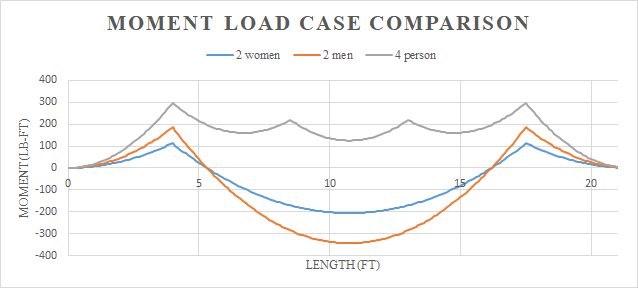 MOMENT LOAD CASE COMPARISON
2 women 2 men 4 person
400
300
200
100
0
-100
-200
-300
-400
0 5 10 15 20
MOMENT (LB-FT)
LENGTH (FT)